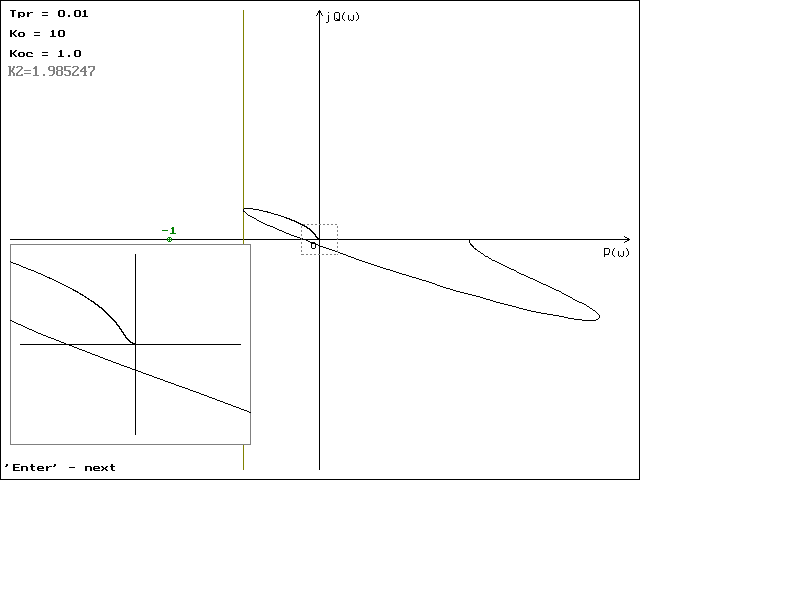 Tpr = 0.01
Ko = 10
Koc = 1.0
K2=1.985247
jQ(ω)
-1
0
P(ω)
'Enter' - next